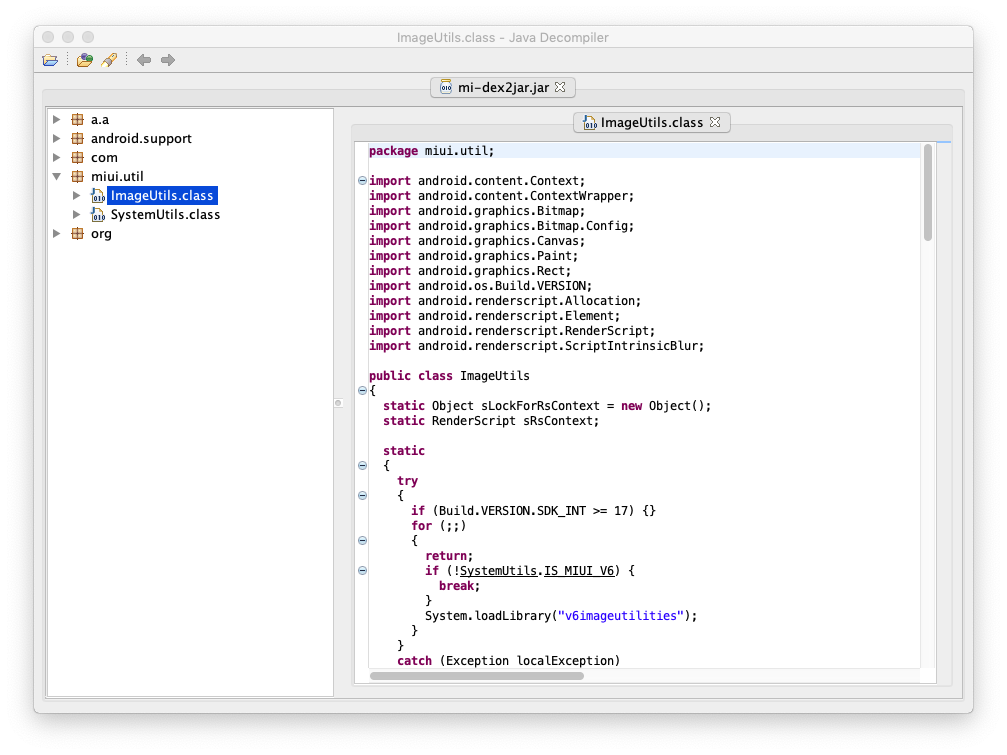 ImageUtils.class - Java Decompiler
mi-dex2jar.jar
a.a
android.support
com
miui.util
ImageUtils.class
SystemUtils.class
org
ImageUtils.class
package miui.util;
import android.content.Context;
import android.content.ContextWrapper;
import android.graphics.Bitmap;
import android.graphics.Bitmap.Config;
import android.graphics.Canvas;
import android.graphics.Paint;
import android.graphics.Rect;
import android.os.Build.VERSION;
import android.renderscript.Allocation;
import android.renderscript.Element;
import android.renderscript.RenderScript;
import android.renderscript.ScriptIntrinsicBlur;
public class ImageUtils
{
static Object sLockForRsContext = new Object();
static RenderScript sRsContext;
static
{
try
{
if (Build.VERSION.SDK_INT >= 17) {}
for (;;)
{
return;
if (!SystemUtils.IS_MIUI_V6) {
break;
}
System.loadLibrary("v6imageutilities");
}
}
catch (Exception localException)